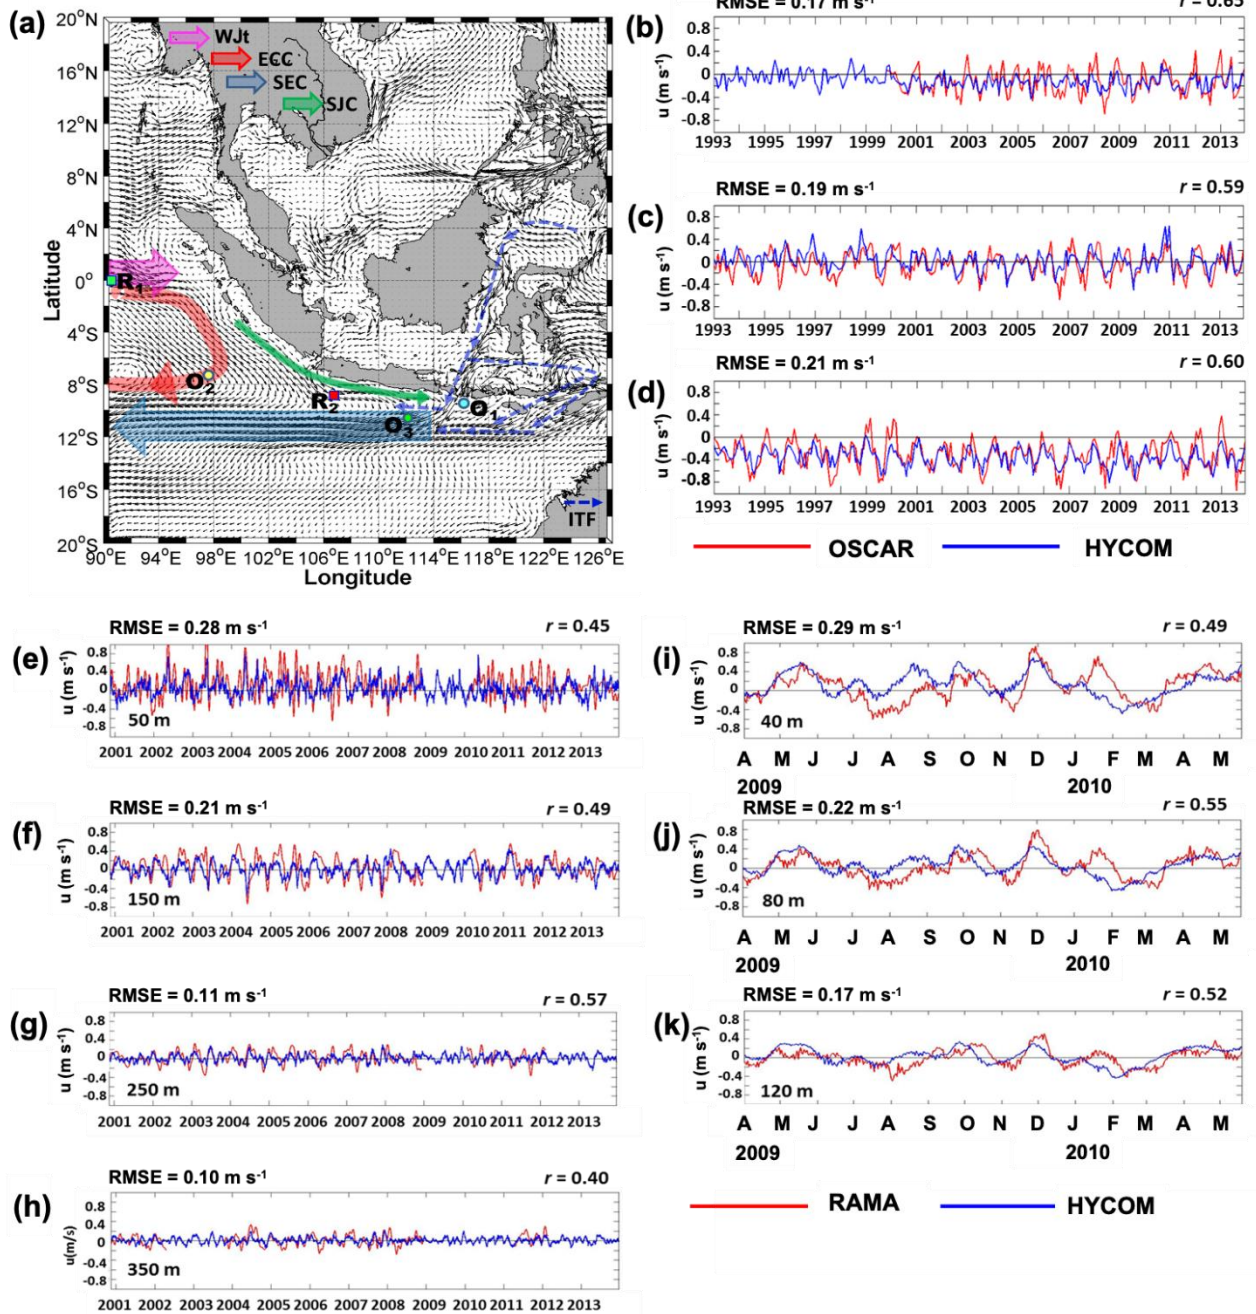 (a)
20°N
16°N
12°N
8°N
4°N
0°
4°S
8°S
12°S
16°S
20°S
Latitude
WJt
ECC
SEC
SJC
R1
O2
R2
O3
O1
ITF
90°E 94°E 98°E 102°E 106°E 110°E 114°E 118°E 122°E 126°E
Longitude
(b)
RMSE = 0.17 m s-1 r = 0.65
u (m s-1)
0.4
0
-0.4
-0.8
1993 1995 1997 1999 2001 2003 2005 2007 2009 2011 2013
(c)
RMSE = 0.19 m s-1 r = 0.59
u (m s-1)
0.8
0.4
0
-0.4
-0.8
1993 1995 1997 1999 2001 2003 2005 2007 2009 2011 2013
(d)
RMSE = 0.21 m s-1 r = 0.60
u (m s-1)
0.8
0.4
0
-0.4
-0.8
1993 1995 1997 1999 2001 2003 2005 2007 2009 2011 2013
OSCAR HYCOM
(e)
RMSE = 0.28 m s-1 r = 0.45
u (m s-1)
0.8
0.4
0
-0.4
-0.8
50 m
2001 2002 2003 2004 2005 2006 2007 2008 2009 2010 2011 2012 2013
(f)
RMSE = 0.21 m s-1 r = 0.49
u (m s-1)
0.8
0.4
0
-0.4
-0.8
150 m
2001 2002 2003 2004 2005 2006 2007 2008 2009 2010 2011 2012 2013
(g)
RMSE = 0.11 m s-1 r = 0.57
u (m s-1)
0.8
0.4
0
-0.4
-0.8
250 m
2001 2002 2003 2004 2005 2006 2007 2008 2009 2010 2011 2012 2013
(h)
RMSE = 0.10 m s-1 r = 0.40
u(m/s)
0.8
0.4
0
-0.4
-0.8
350 m
2001 2002 2003 2004 2005 2006 2007 2008 2009 2010 2011 2012 2013
(i)
RMSE = 0.29 m s-1 r = 0.49
u (m s-1)
0.8
0.4
0
-0.4
-0.8
40 m
A M J J A S O N D J F M A M
2009 2010
(j)
RMSE = 0.22 m s-1 r = 0.55
u (m s-1)
0.8
0.4
0
-0.4
-0.8
80 m
A M J J A S O N D J F M A M
2009 2010
(k)
RMSE = 0.17 m s-1 r = 0.52
u (m s-1)
0.8
0.4
0
-0.4
-0.8
120 m
A M J J A S O N D J F M A M
2009 2010
RAMA HYCOM